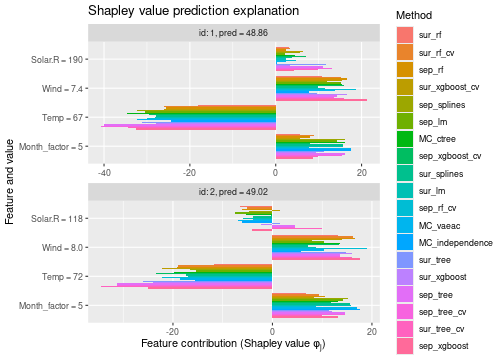 Shapley value prediction explanation
id: 1, pred = 48.86
Solar.R = 190
Wind = 7.4
Temp = 67
Month_factor = 5
-40
-20
0
20
id: 2, pred = 49.02
Solar.R = 118
Wind = 8.0
Temp = 72
Month_factor = 5
-20
0
20
Feature and value
Feature contribution (Shapley value φj)
Method
sur_rf
sur_rf_cv
sep_rf
sur_xgboost_cv
sep_splines
sep_lm
MC_ctree
sep_xgboost_cv
sur_splines
sur_lm
sep_rf_cv
MC_vaeac
MC_independence
sur_tree
sur_xgboost
sep_tree
sep_tree_cv
sur_tree_cv
sep_xgboost